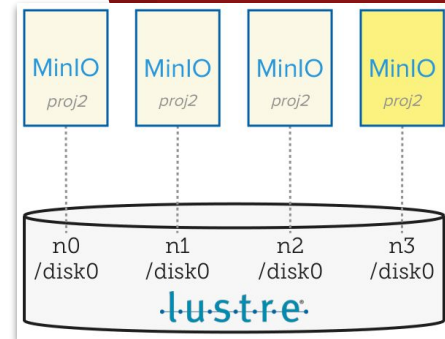 MinIO MinIO MinIO MinIO
proj2 proj2 proj2 proj2
n0 n1 n2 n3
/disk0 /disk0 /disk0 /disk0
lustre